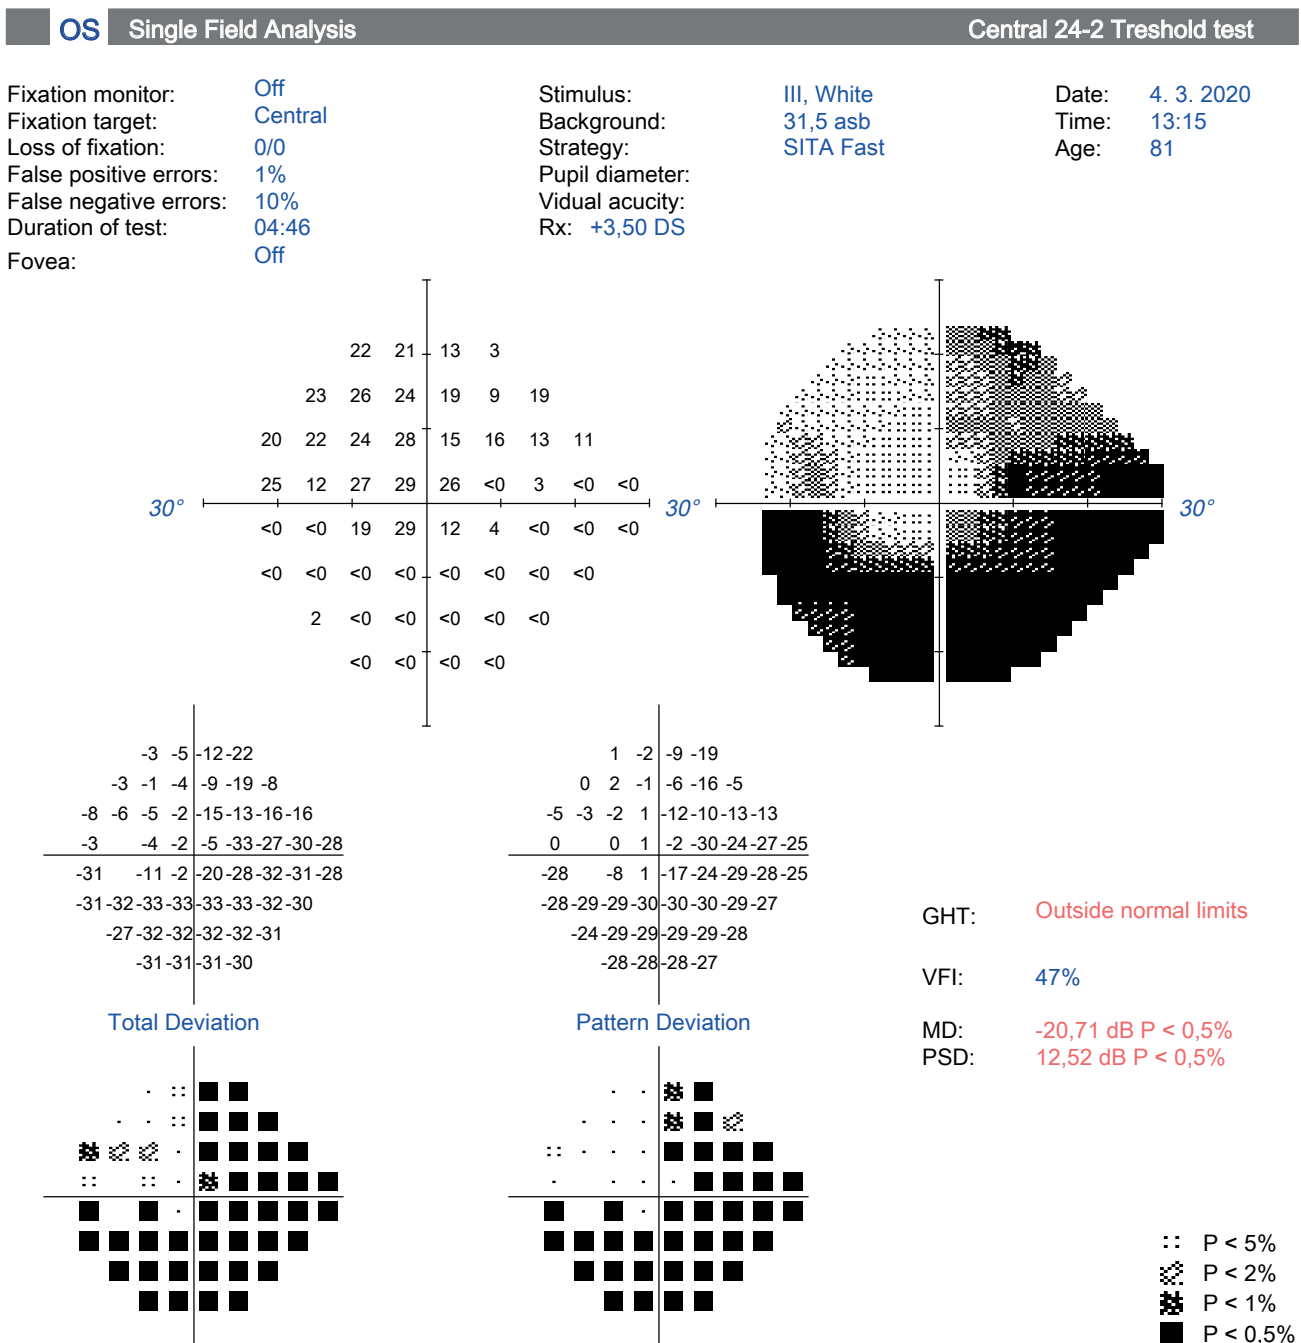 OS Single Field Analysis Central 24-2 Treshold test
Fixation monitor: Off Stimulus: III, White Date: 4. 3. 2020
Fixation target: Central Background: 31,5 asb Time: 13:15
Loss of fixation: 0/0 Strategy: SITA Fast Age: 81
False positive errors: 1% Pupil diameter:
False negative errors: 10% Vidual acucity:
Duration of test: 04:46 Rx: +3,50 DS
Fovea: Off
22 21 13 3
23 26 24 19 9 19
20 22 24 28 15 16 13 11
25 12 27 29 26 <0 3 <0 <0
30° 30° 30°
<0 <0 19 29 12 4 <0 <0 <0
<0 <0 <0 <0 <0 <0 <0 <0
2 <0 <0 <0 <0 <0
<0 <0 <0 <0
-3 -5 -12 -22
-3 -1 -4 -9 -19 -8
-8 -6 -5 -2 -15 -13 -16 -16
-3 -4 -2 -5 -33 -27 -30 -28
-31 -11 -2 -20 -28 -32 -31 -28
-31 -32 -33 -33 -33 -33 -32 -30
-27 -32 -32 -32 -32 -31
-31 -31 -31 -30
Total Deviation
1 -2 -9 -19
0 2 -1 -6 -16 -5
-5 -3 -2 1 -12 -10 -13 -13
0 0 1 -2 -30 -24 -27 -25
-28 -8 1 -17 -24 -29 -28 -25
-28 -29 -29 -30 -30 -30 -29 -27
-24 -29 -29 -29 -29 -28
-28 -28 -28 -27
Pattern Deviation
GHT: Outside normal limits
VFI: 47%
MD: -20,71 dB P < 0,5%
PSD: 12,52 dB P < 0,5%
P < 5%
P < 2%
P < 1%
P < 0,5%